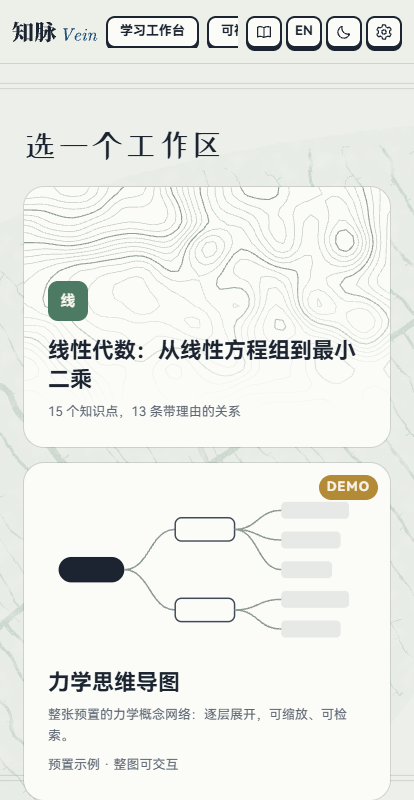 知脉 Vein 学习工作台 EN
选一个工作区
线
线性代数：从线性方程组到最小
二乘
15 个知识点，13 条带理由的关系
DEMO
力学思维导图
整张预置的力学概念网络：逐层展开，可缩放、可检
索。
预置示例 · 整图可交互